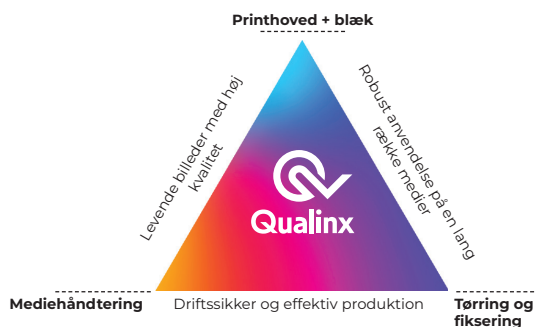 Printhoved + blæk
Levende billeder med høj
kvalitet
Robust anvendelse på en lang
række medier
Qualinx
Mediehåndtering
Driftssikker og effektiv produktion
Tørring og
fiksering